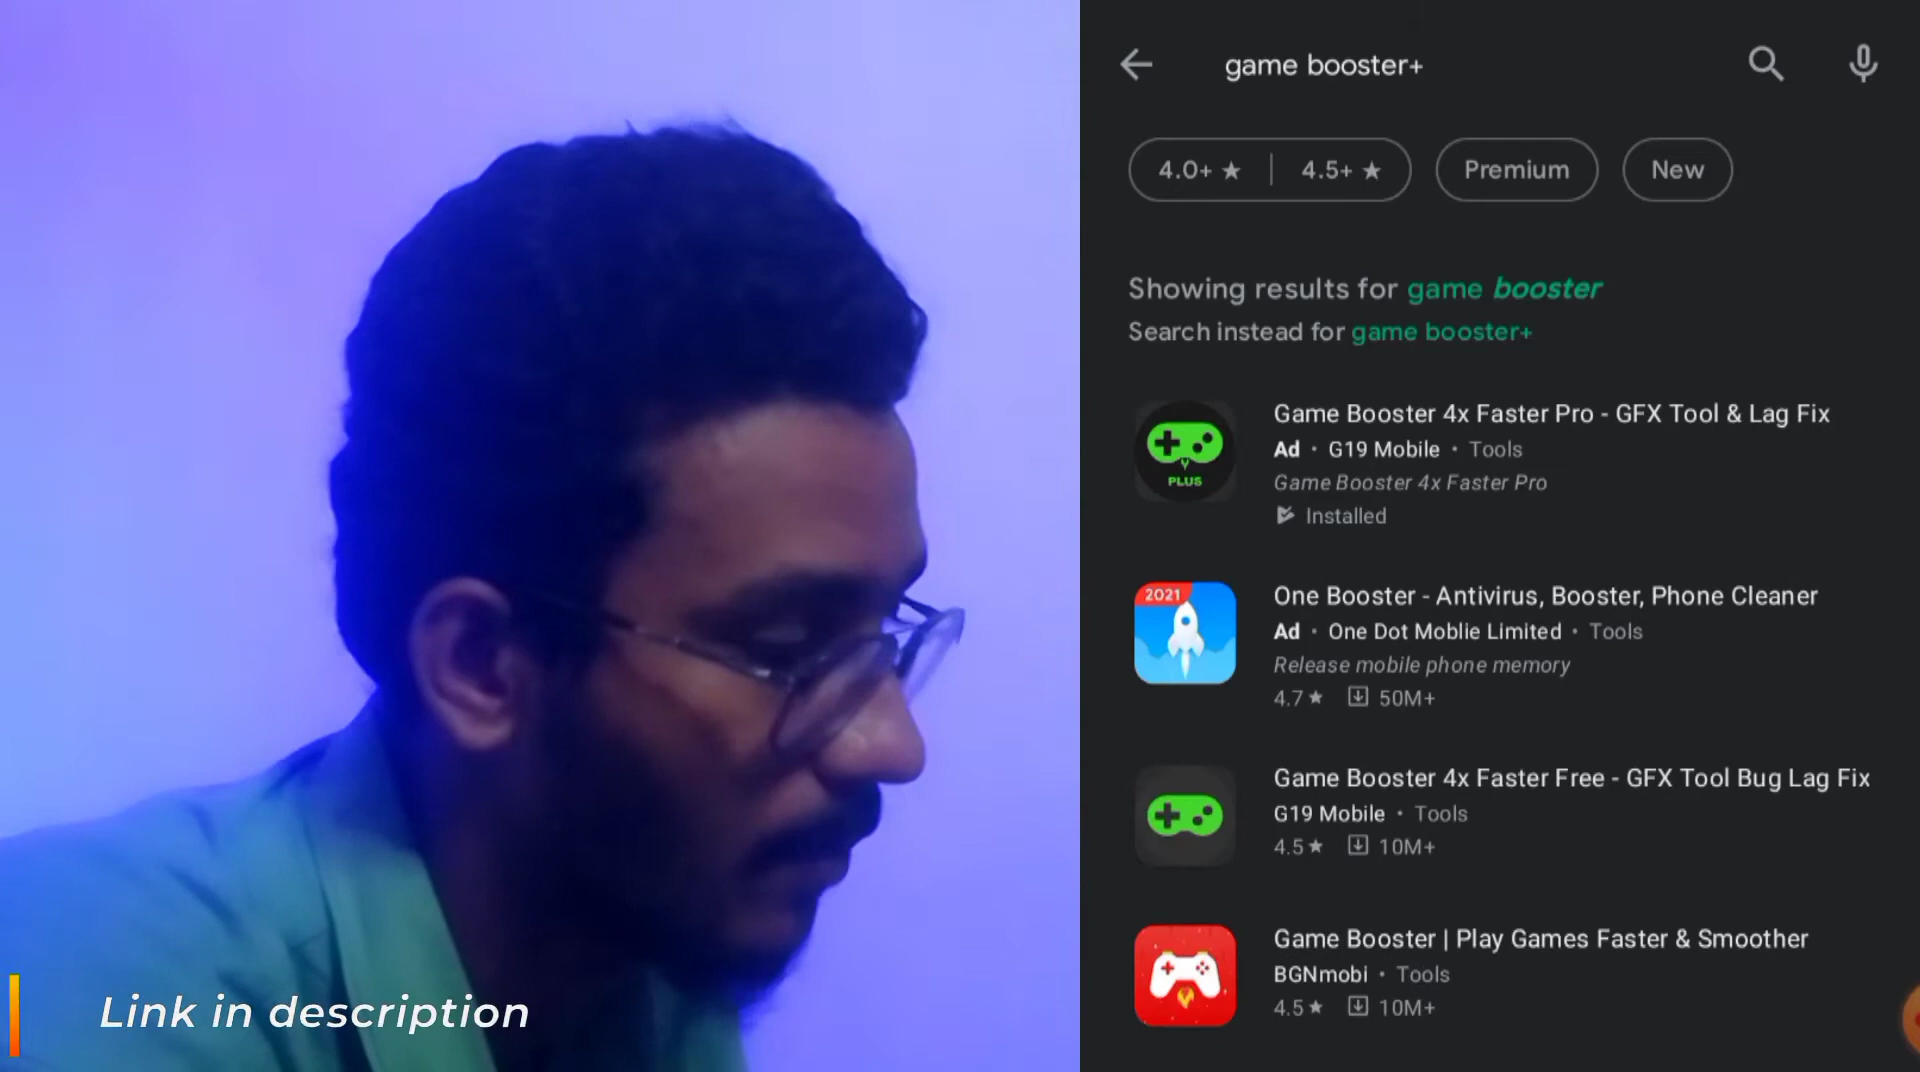 game booster+
4.0+ ★ | 4.5+ ★ Premium New
Showing results for game booster
Search instead for game booster+
Game Booster 4x Faster Pro - GFX Tool & Lag Fix
Ad · G19 Mobile · Tools
Game Booster 4x Faster Pro
Installed
PLUS
One Booster - Antivirus, Booster, Phone Cleaner
2021
Ad · One Dot Moblie Limited · Tools
Release mobile phone memory
4.7★ 50M+
Game Booster 4x Faster Free - GFX Tool Bug Lag Fix
G19 Mobile · Tools
4.5★ 10M+
Game Booster | Play Games Faster & Smoother
BGNmobi · Tools
4.5★ 10M+
Link in description